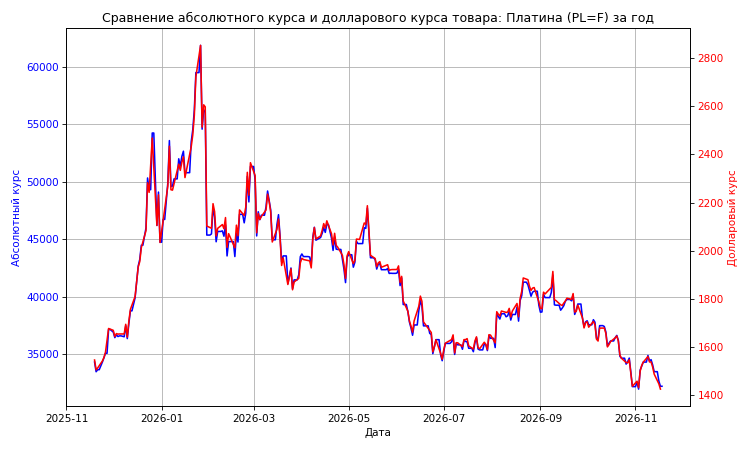 Сравнение абсолютного курса и долларового курса товара: Платина (PL=F) за год
60000
55000
50000
45000
40000
35000
Абсолютный курс
2800
2600
2400
2200
2000
1800
1600
1400
Долларовый курс
2025-11 2026-01 2026-03 2026-05 2026-07 2026-09 2026-11
Дата